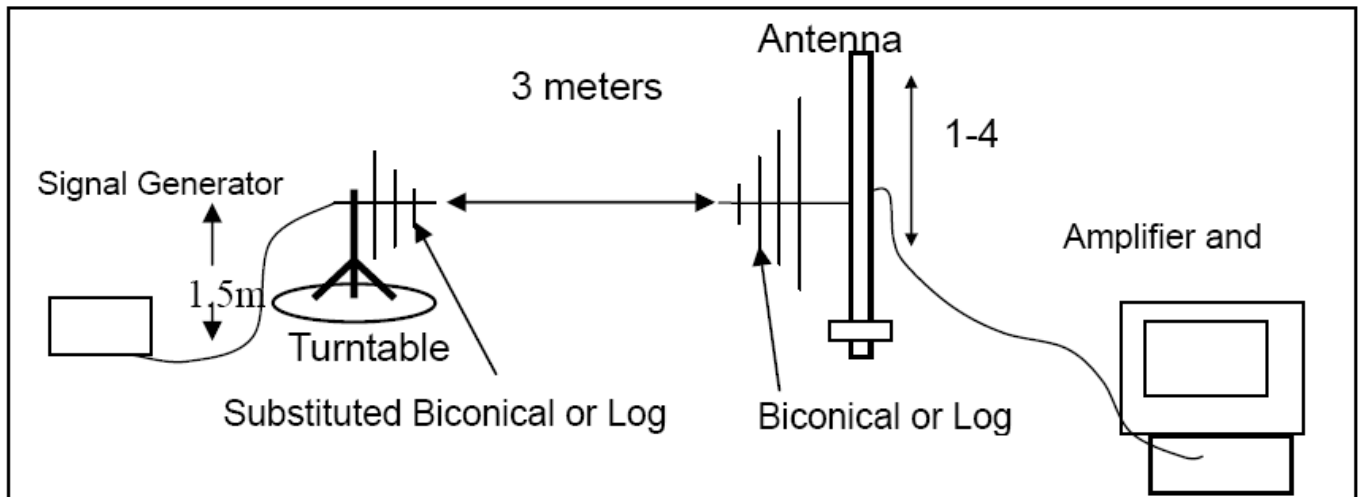 Antenna
3 meters
1-4
Signal Generator
Amplifier and
1.5m
Turntable
Substituted Biconical or Log
Biconical or Log